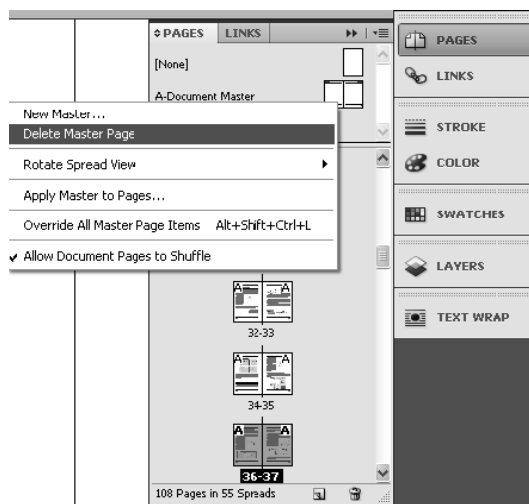 PAGES
LINKS
[None]
A-Document Master
New Master...
Delete Master Page
Rotate Spread View
Apply Master to Pages...
Override All Master Page Items Alt+Shift+Ctrl+L
Allow Document Pages to Shuffle
A A
32-33
A A
34-35
A A
36-37
108 Pages in 55 Spreads
PAGES
LINKS
STROKE
COLOR
SWATCHES
LAYERS
TEXT WRAP